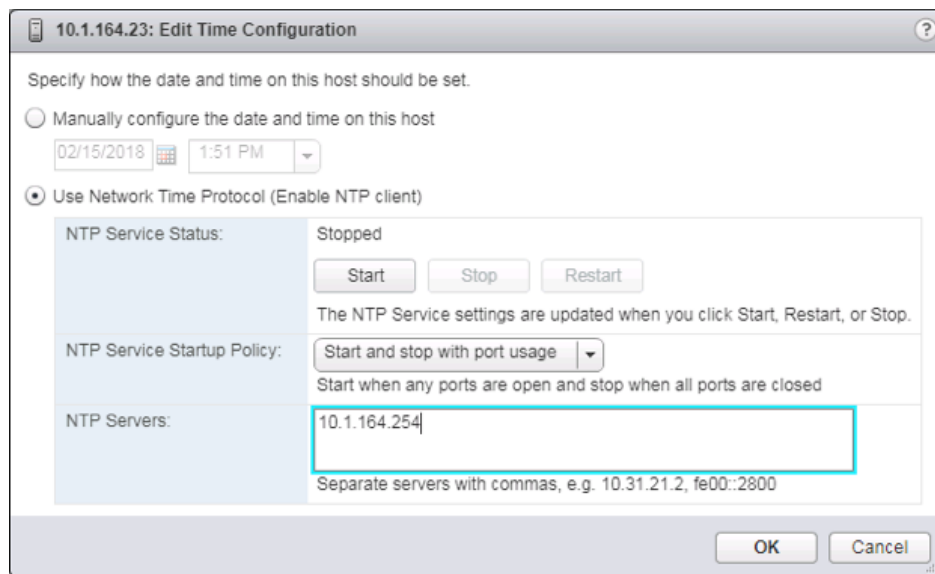 10.1.164.23: Edit Time Configuration
?
Specify how the date and time on this host should be set.
Manually configure the date and time on this host
02/15/2018 1:51 PM
Use Network Time Protocol (Enable NTP client)
NTP Service Status: Stopped
Start Stop Restart
The NTP Service settings are updated when you click Start, Restart, or Stop.
NTP Service Startup Policy: Start and stop with port usage
Start when any ports are open and stop when all ports are closed
NTP Servers: 10.1.164.254
Separate servers with commas, e.g. 10.31.21.2, fe00::2800
OK Cancel